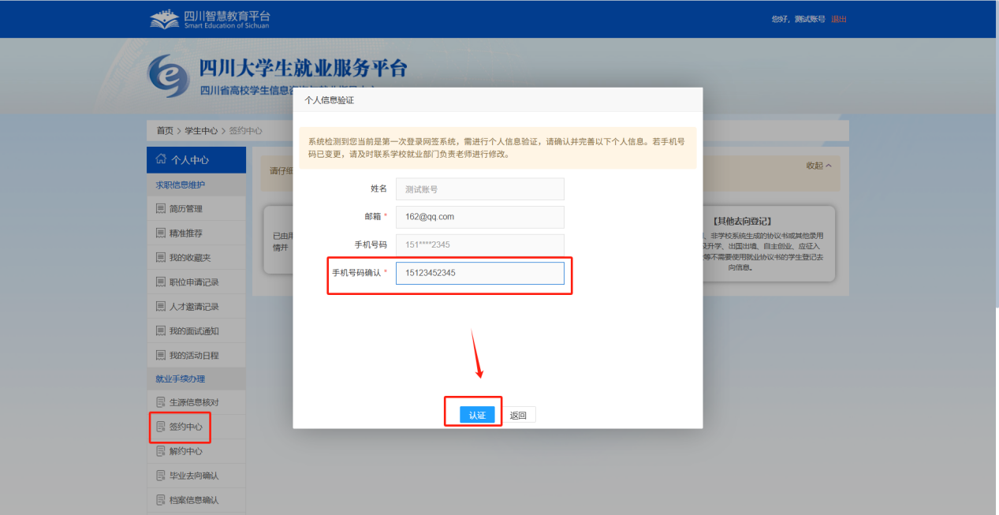 四川智慧教育平台
Smart Education of Sichuan
您好，测试账号 退出
四川大学生就业服务平台
四川省高校学生信息
首页 > 学生中心 > 签约中心
个人中心
求职信息维护
简历管理
精准推荐
我的收藏夹
职位申请记录
人才邀请记录
我的面试通知
我的活动日程
就业手续办理
生源信息核对
签约中心
解约中心
毕业去向确认
档案信息确认
请仔细
收起
已由用
情并
【其他去向登记】
、非学校系统生成的协议书或其他录用
及升学、出国出境、自主创业、应征入
等不需要使用就业协议书的学生登记去
向信息。
个人信息验证
系统检测到您当前是第一次登录网签系统，需进行个人信息验证，请确认并完善以下个人信息。若手机号
码已变更，请及时联系学校就业部门负责老师进行修改。
姓名 测试账号
邮箱 * 162@qq.com
手机号码 151****2345
手机号码确认 * 15123452345
认证 返回